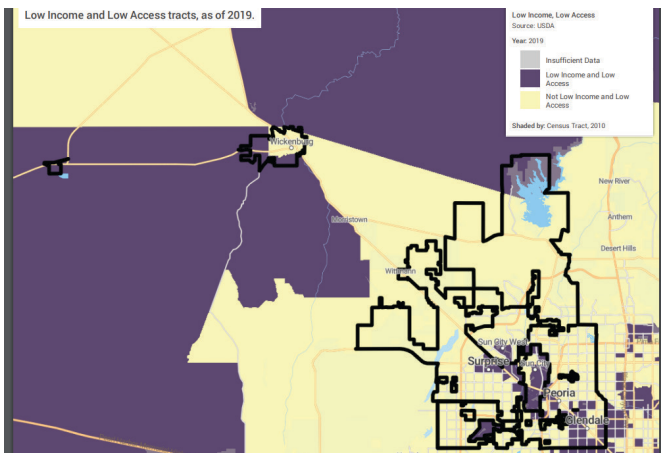 Low Income and Low Access tracts, as of 2019.
Low Income, Low Access
Source: USDA
Year: 2019
Insufficient Data
Low Income and Low
Access
Not Low Income and Low
Access
Shaded by: Census Tract, 2010
Wickenburg
New River
Morristown
Anthem
Desert Hills
Wittmann
Sun City West
Surprise
Sun City
Peoria
Glendale